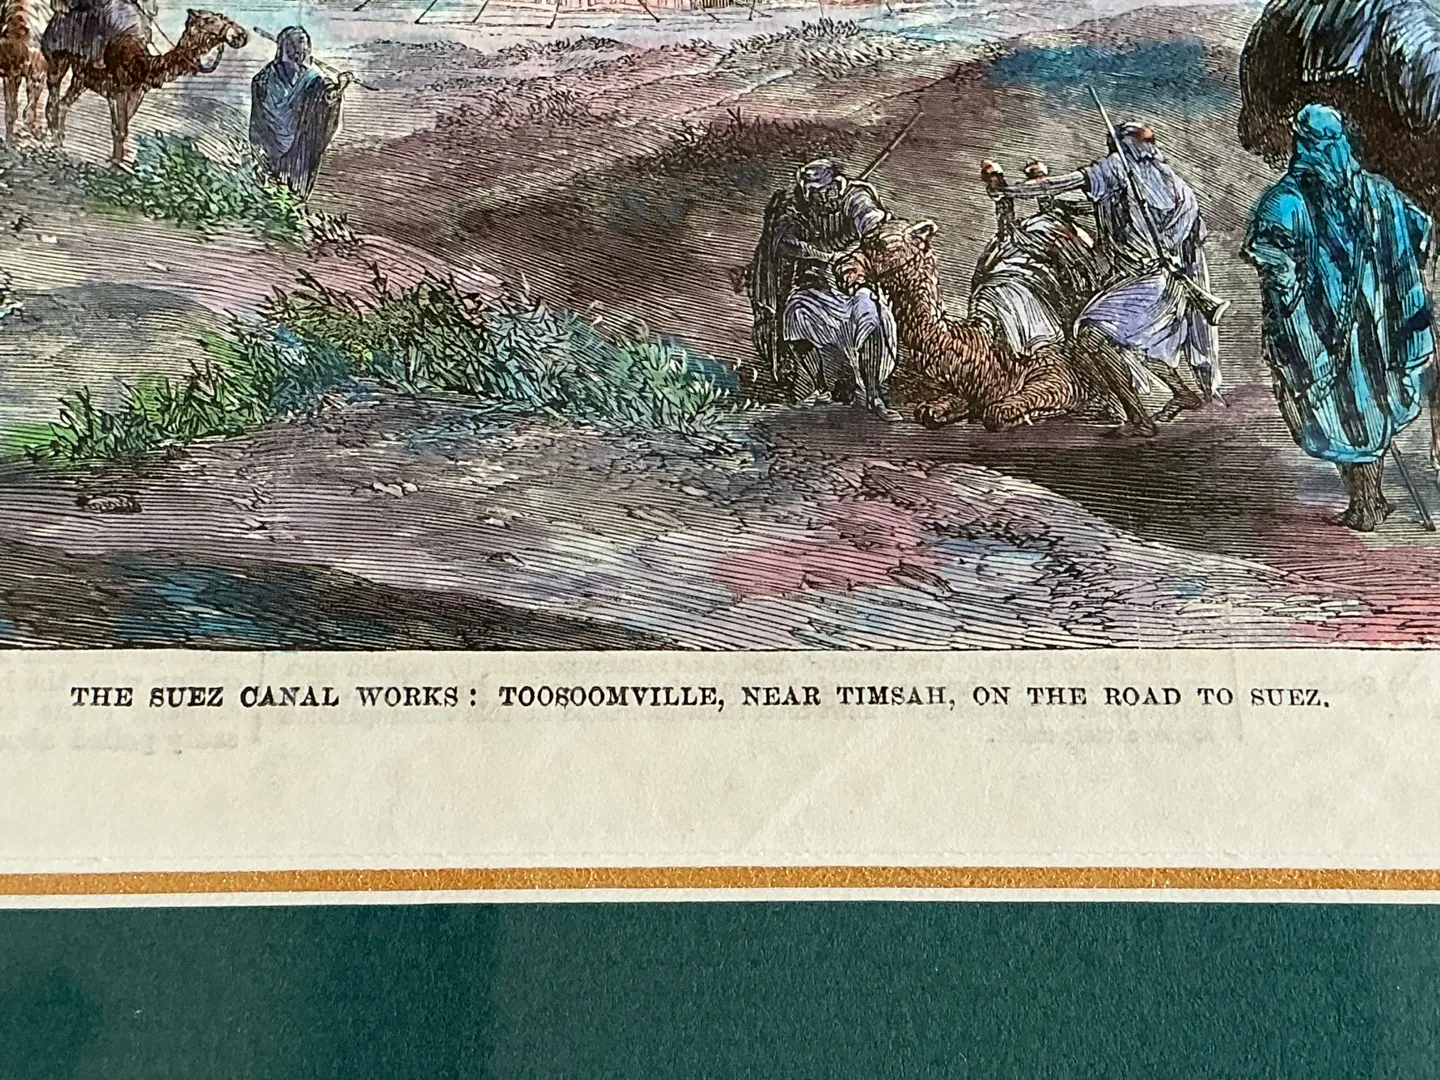 THE SUEZ CANAL WORKS: TOOSOOMVILLE, NEAR TIMSAH, ON THE ROAD TO SUEZ.